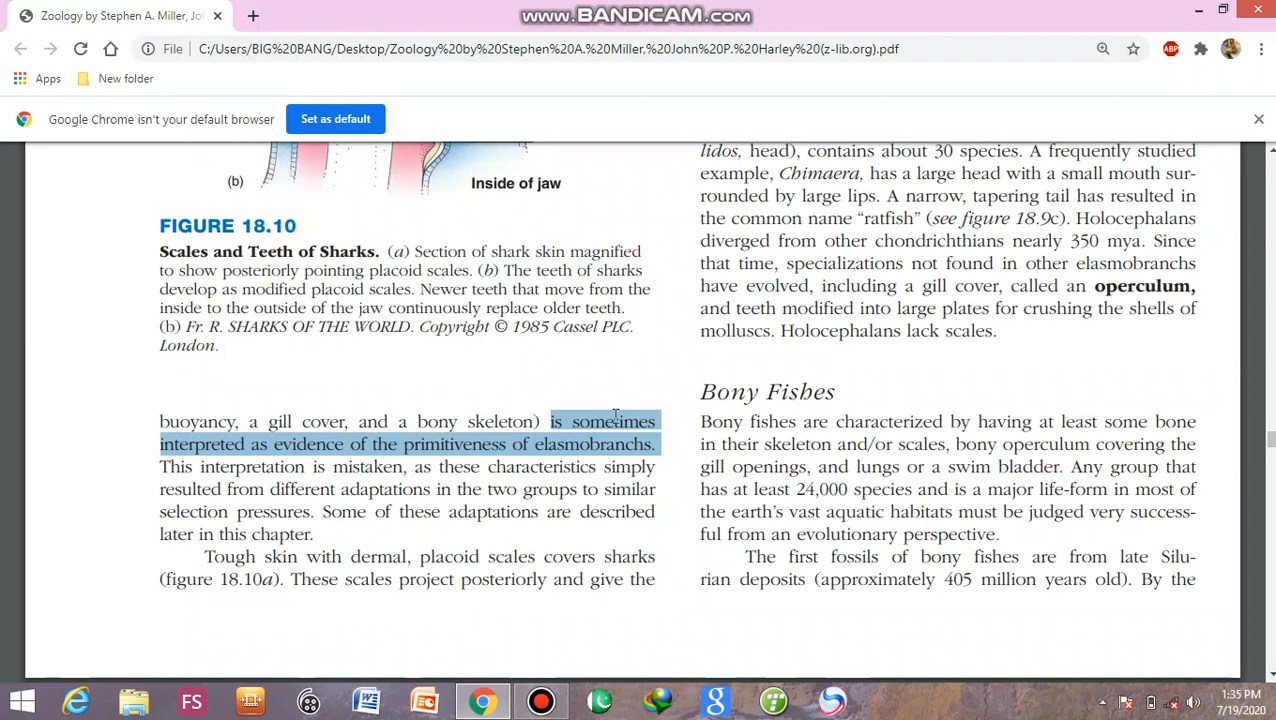 www.BANDICAM.com
Zoology by Stephen A. Miller, Jo
File
C:/Users/BIG%20BANG/Desktop/Zoology%20by%20Stephen%20A.%20Miller,%20John%20P.%20Harley%20(z-lib.org).pdf
ABP
Apps
New folder
Google Chrome isn't your default browser
Set as default
(b)
Inside of jaw
FIGURE 18.10
Scales and Teeth of Sharks. (a) Section of shark skin magnified
to show posteriorly pointing placoid scales. (b) The teeth of sharks
develop as modified placoid scales. Newer teeth that move from the
inside to the outside of the jaw continuously replace older teeth.
(b) Fr. R. SHARKS OF THE WORLD. Copyright © 1985 Cassel PLC.
London.
buoyancy, a gill cover, and a bony skeleton) is sometimes
interpreted as evidence of the primitiveness of elasmobranchs.
This interpretation is mistaken, as these characteristics simply
resulted from different adaptations in the two groups to similar
selection pressures. Some of these adaptations are described
later in this chapter.
Tough skin with dermal, placoid scales covers sharks
(figure 18.10a). These scales project posteriorly and give the
lidos, head), contains about 30 species. A frequently studied
example, Chimaera, has a large head with a small mouth sur-
rounded by large lips. A narrow, tapering tail has resulted in
the common name “ratfish” (see figure 18.9c). Holocephalans
diverged from other chondrichthians nearly 350 mya. Since
that time, specializations not found in other elasmobranchs
have evolved, including a gill cover, called an operculum,
and teeth modified into large plates for crushing the shells of
molluscs. Holocephalans lack scales.
Bony Fishes
Bony fishes are characterized by having at least some bone
in their skeleton and/or scales, bony operculum covering the
gill openings, and lungs or a swim bladder. Any group that
has at least 24,000 species and is a major life-form in most of
the earth’s vast aquatic habitats must be judged very success-
ful from an evolutionary perspective.
The first fossils of bony fishes are from late Silu-
rian deposits (approximately 405 million years old). By the
FS
1:35 PM
7/19/2020